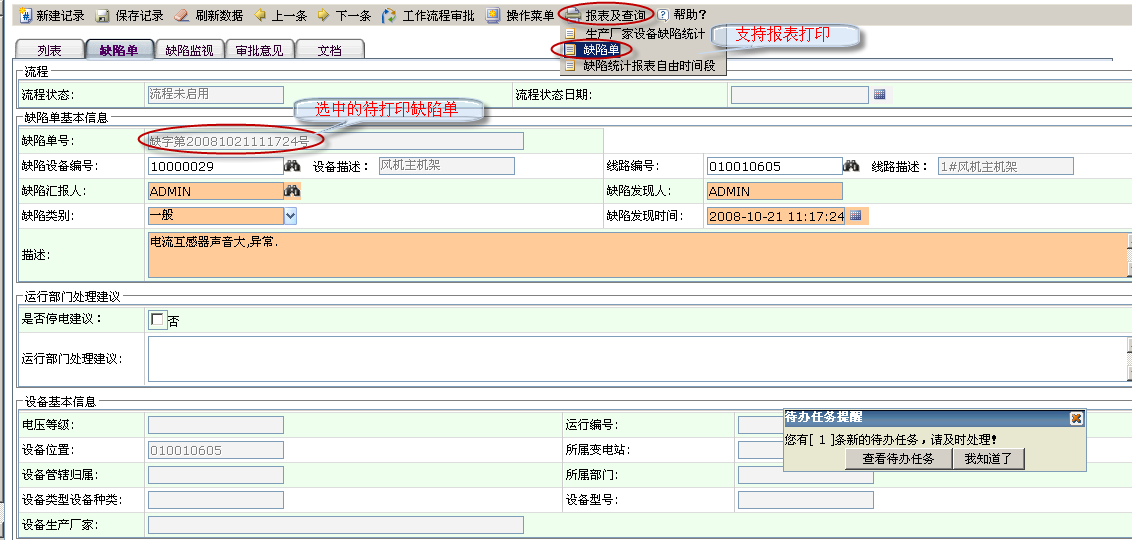 新建记录 保存记录 刷新数据 上一条 下一条 工作流程审批 操作菜单 报表及查询 帮助?
生产厂家设备缺陷统计
缺陷单
缺陷统计报表自由时间段
支持报表打印
列表 缺陷单 缺陷监视 审批意见 文档
流程
流程状态: 流程未启用 流程状态日期:
选中的待打印缺陷单
缺陷单基本信息
缺陷单号: 缺字第20081021111724号
缺陷设备编号: 10000029 设备描述: 风机主机架 线路编号: 010010605 线路描述: 1#风机主机架
缺陷汇报人: ADMIN 缺陷发现人: ADMIN
缺陷类别: 一般 缺陷发现时间: 2008-10-21 11:17:24
描述: 电流互感器声音大,异常.
运行部门处理建议
是否停电建议: 否
运行部门处理建议:
设备基本信息
电压等级: 运行编号:
设备位置: 010010605 所属变电站:
设备管辖归属: 所属部门:
设备类型设备种类: 设备型号:
设备生产厂家:
待办任务提醒
您有[ 1 ]条新的待办任务，请及时处理!
查看待办任务 我知道了